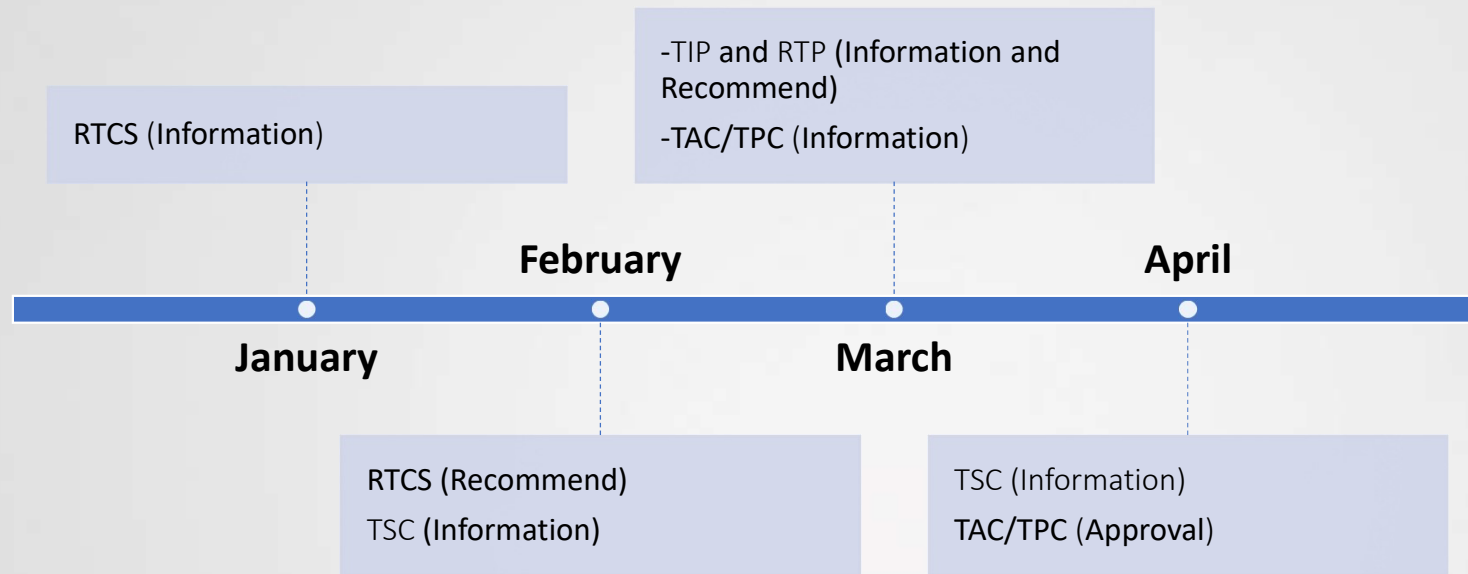 -TIP and RTP (Information and
Recommend)
-TAC/TPC (Information)
RTCS (Information)
February
April
January
March
RTCS (Recommend)
TSC (Information)
TSC (Information)
TAC/TPC (Approval)